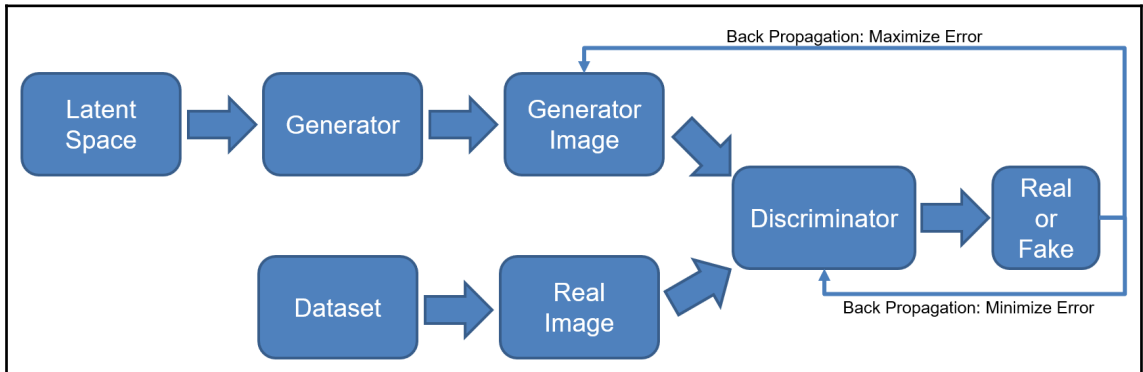 Back Propagation: Maximize Error
Latent
Space
Generator
Generator
Image
Discriminator
Real
or
Fake
Dataset
Real
Image
Back Propagation: Minimize Error